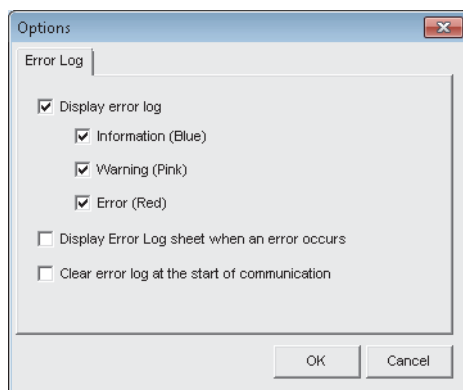 Options
Error Log
Display error log
Information (Blue)
Warning (Pink)
Error (Red)
Display Error Log sheet when an error occurs
Clear error log at the start of communication
OK
Cancel